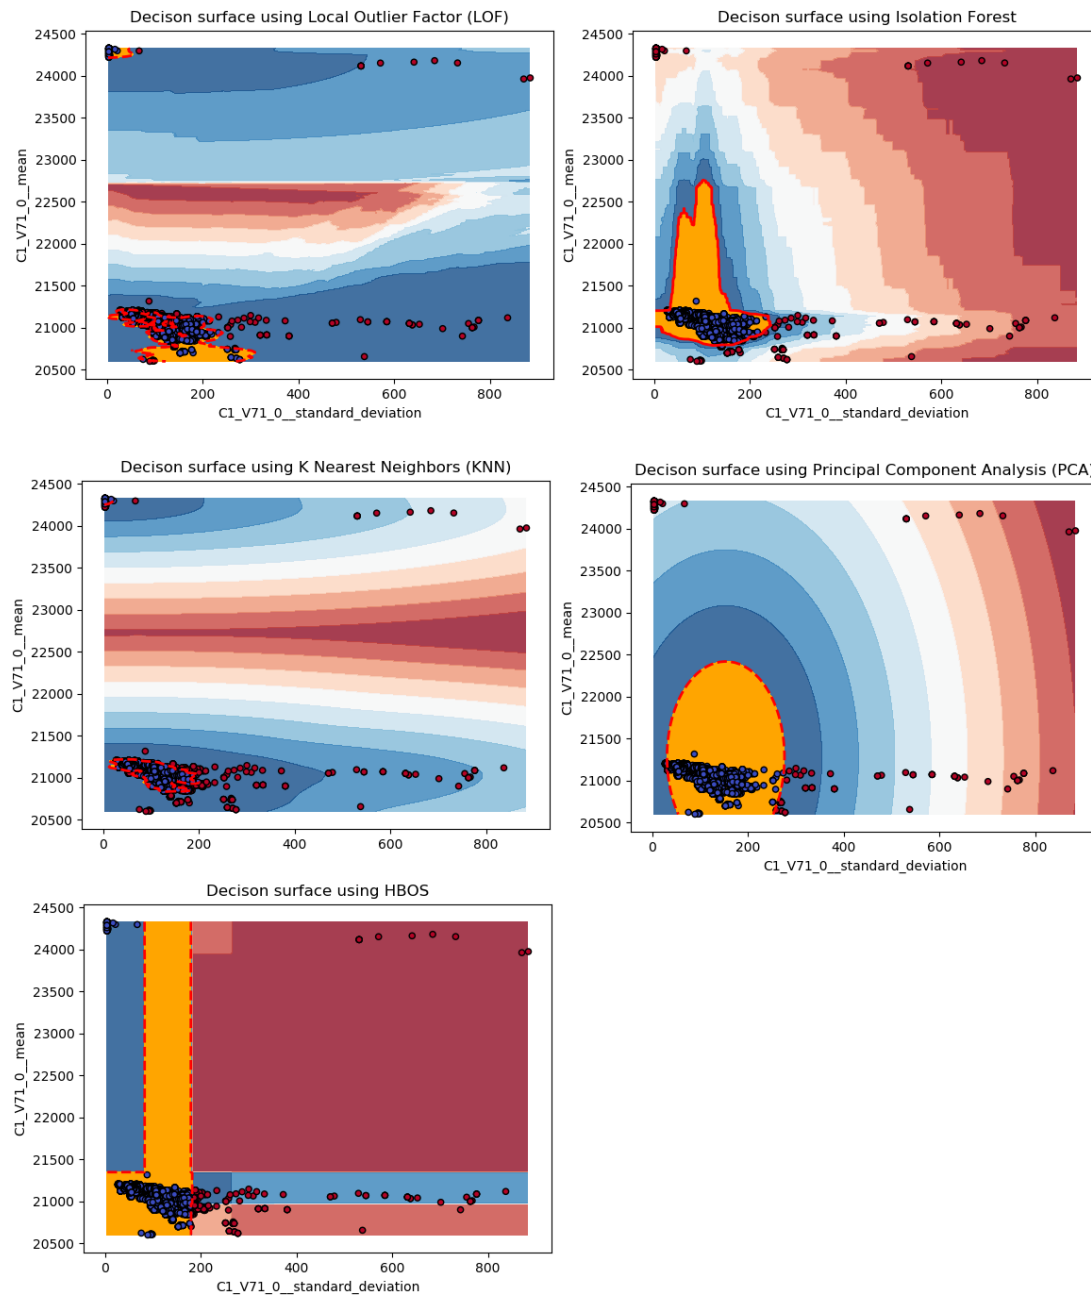 Decison surface using Local Outlier Factor (LOF)
24500
24000
23500
23000
22500
22000
21500
21000
20500
C1_V71_0__mean
0 200 400 600 800
C1_V71_0__standard_deviation
Decison surface using Isolation Forest
24500
24000
23500
23000
22500
22000
21500
21000
20500
C1_V71_0__mean
0 200 400 600 800
C1_V71_0__standard_deviation
Decison surface using K Nearest Neighbors (KNN)
24500
24000
23500
23000
22500
22000
21500
21000
20500
C1_V71_0__mean
0 200 400 600 800
Decison surface using Principal Component Analysis (PCA)
24500
24000
23500
23000
22500
22000
21500
21000
20500
C1_V71_0__mean
0 200 400 600 800
C1_V71_0__standard_deviation
Decison surface using HBOS
24500
24000
23500
23000
22500
22000
21500
21000
20500
C1_V71_0__mean
0 200 400 600 800
C1_V71_0__standard_deviation